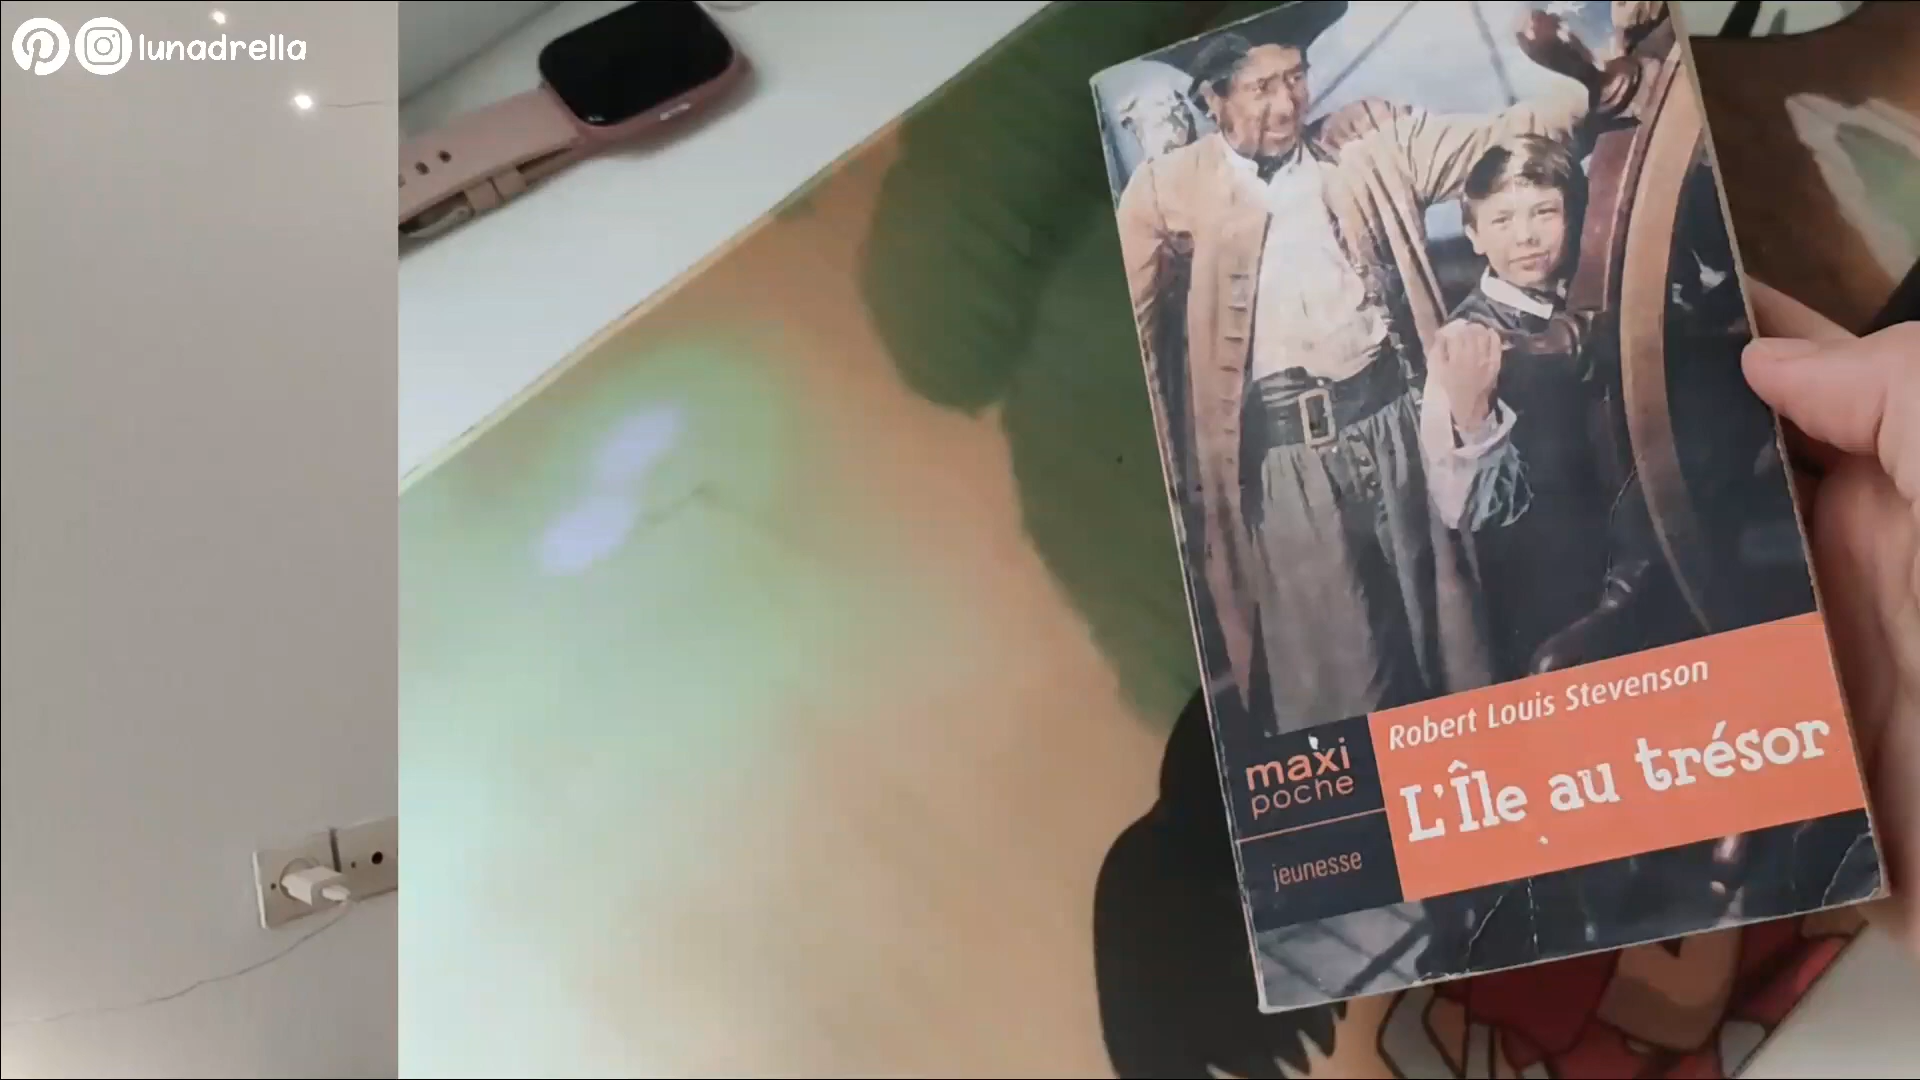 lunadrella
Robert Louis Stevenson
L'Île au trésor
maxi
poche
jeunesse